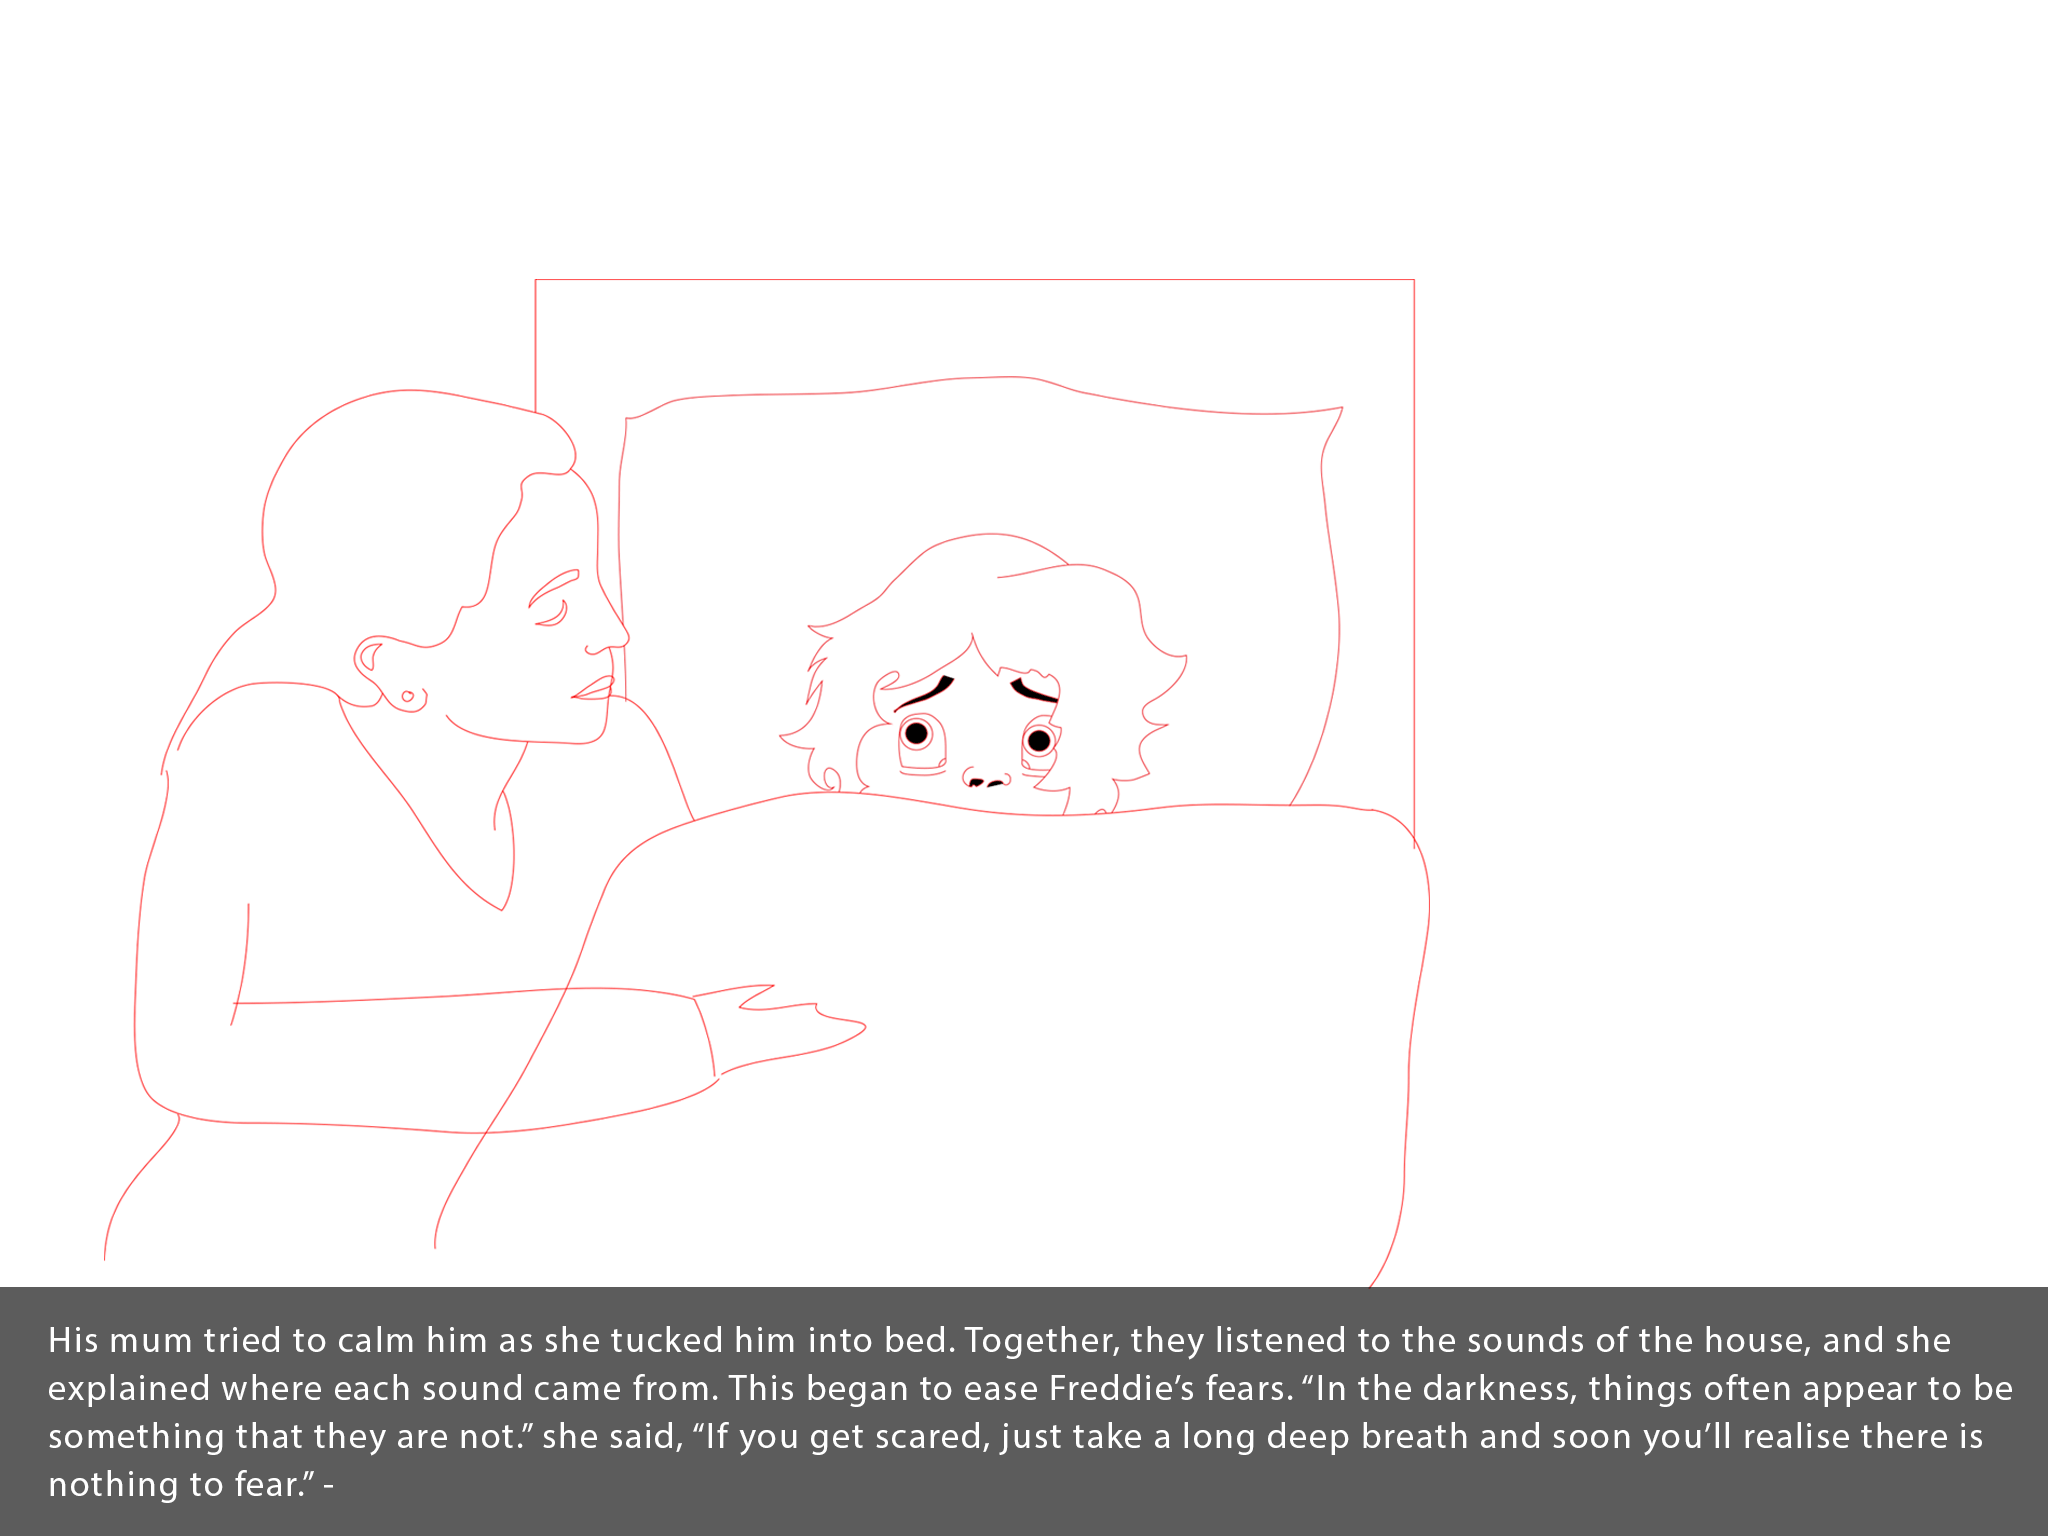 His mum tried to calm him as she tucked him into bed. Together, they listened to the sounds of the house, and she
explained where each sound came from. This began to ease Freddie’s fears. “In the darkness, things often appear to be
something that they are not.” she said, “If you get scared, just take a long deep breath and soon you’ll realise there is
nothing to fear.” -